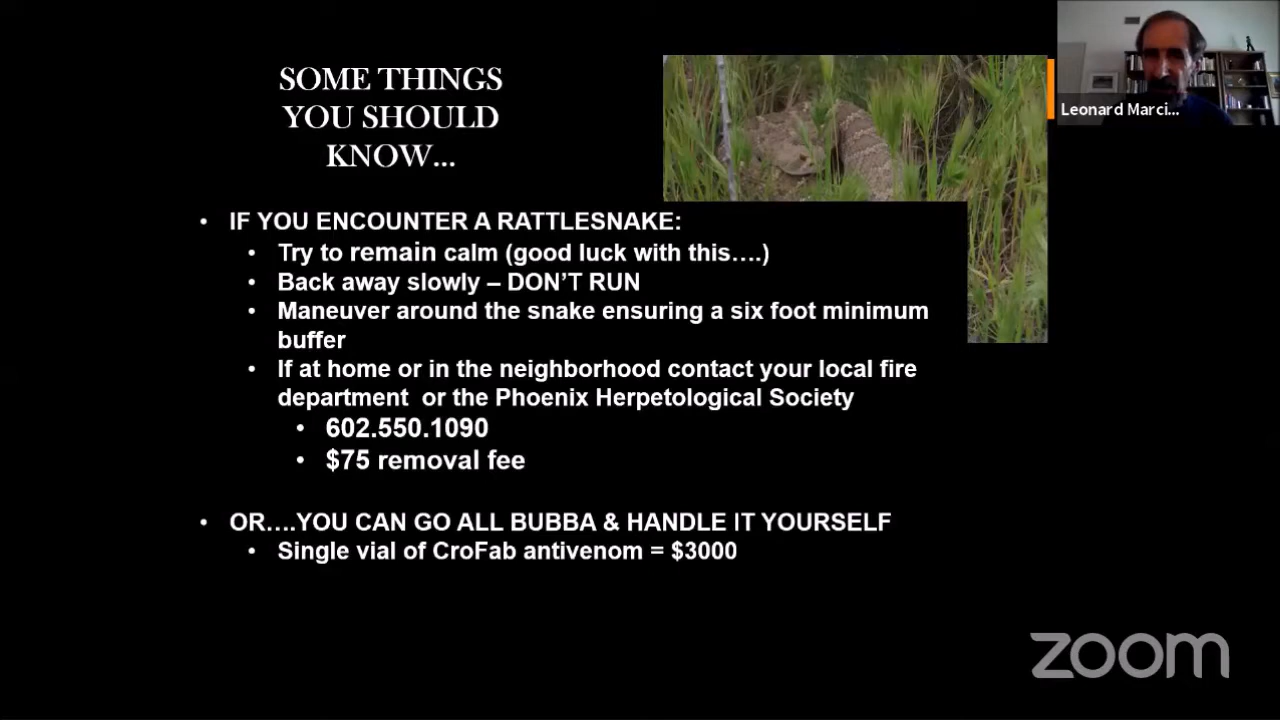 SOME THINGS
YOU SHOULD
KNOW...
Leonard Marci...
• IF YOU ENCOUNTER A RATTLESNAKE:
• Try to remain calm (good luck with this….)
• Back away slowly – DON'T RUN
• Maneuver around the snake ensuring a six foot minimum
buffer
• If at home or in the neighborhood contact your local fire
department or the Phoenix Herpetological Society
• 602.550.1090
• $75 removal fee
• OR….YOU CAN GO ALL BUBBA & HANDLE IT YOURSELF
• Single vial of CroFab antivenom = $3000
zoom